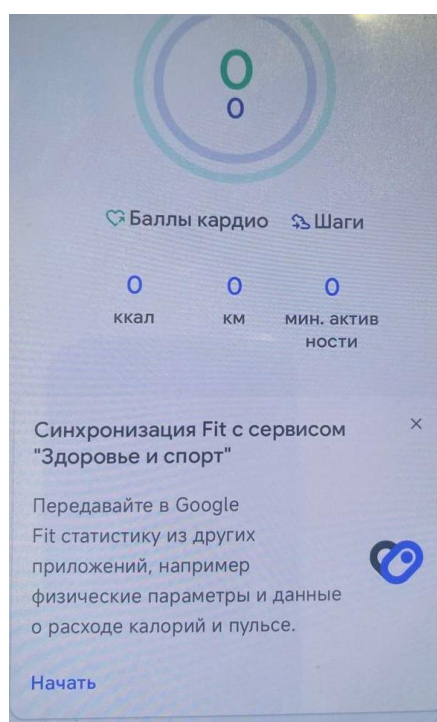 0
0
Баллы кардио Шаги
0 0 0
ккал км мин. актив
ности
Синхронизация Fit с сервисом
"Здоровье и спорт"
Передавайте в Google
Fit статистику из других
приложений, например
физические параметры и данные
о расходе калорий и пульсе.
Начать